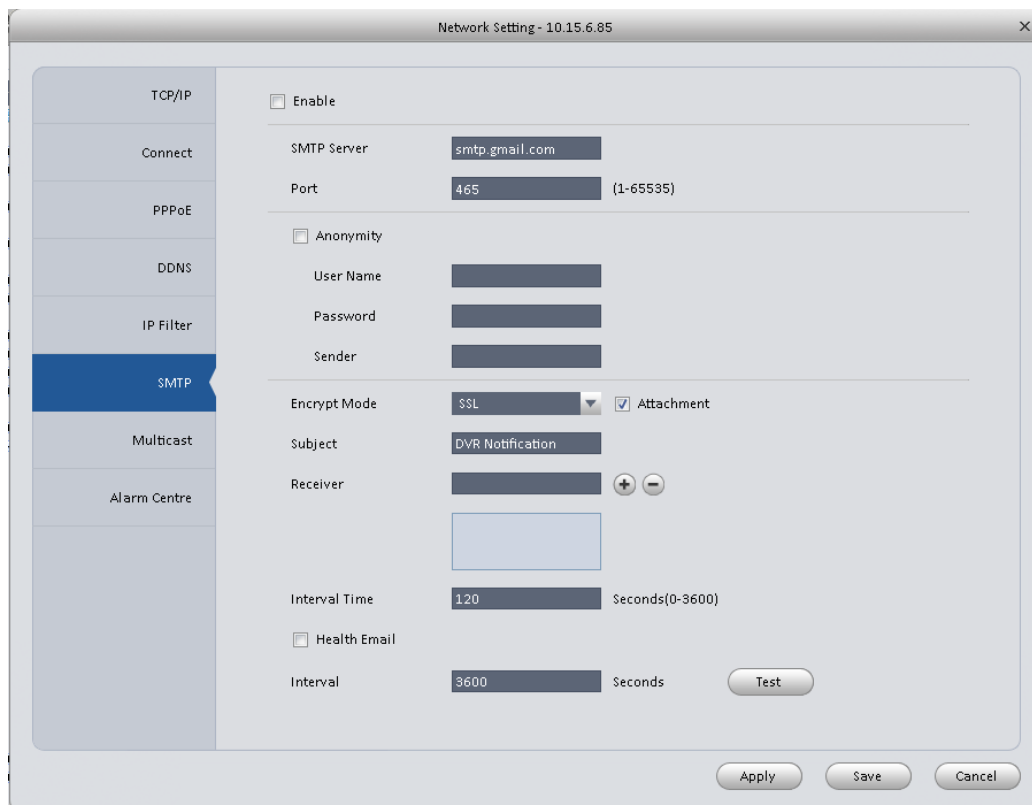 Network Setting - 10.15.6.85
TCP/IP
Connect
PPPoE
DDNS
IP Filter
SMTP
Multicast
Alarm Centre
Enable
SMTP Server smtp.gmail.com
Port 465 (1-65535)
Anonymity
User Name
Password
Sender
Encrypt Mode SSL Attachment
Subject DVR Notification
Receiver
Interval Time 120 Seconds(0-3600)
Health Email
Interval 3600 Seconds Test
Apply Save Cancel